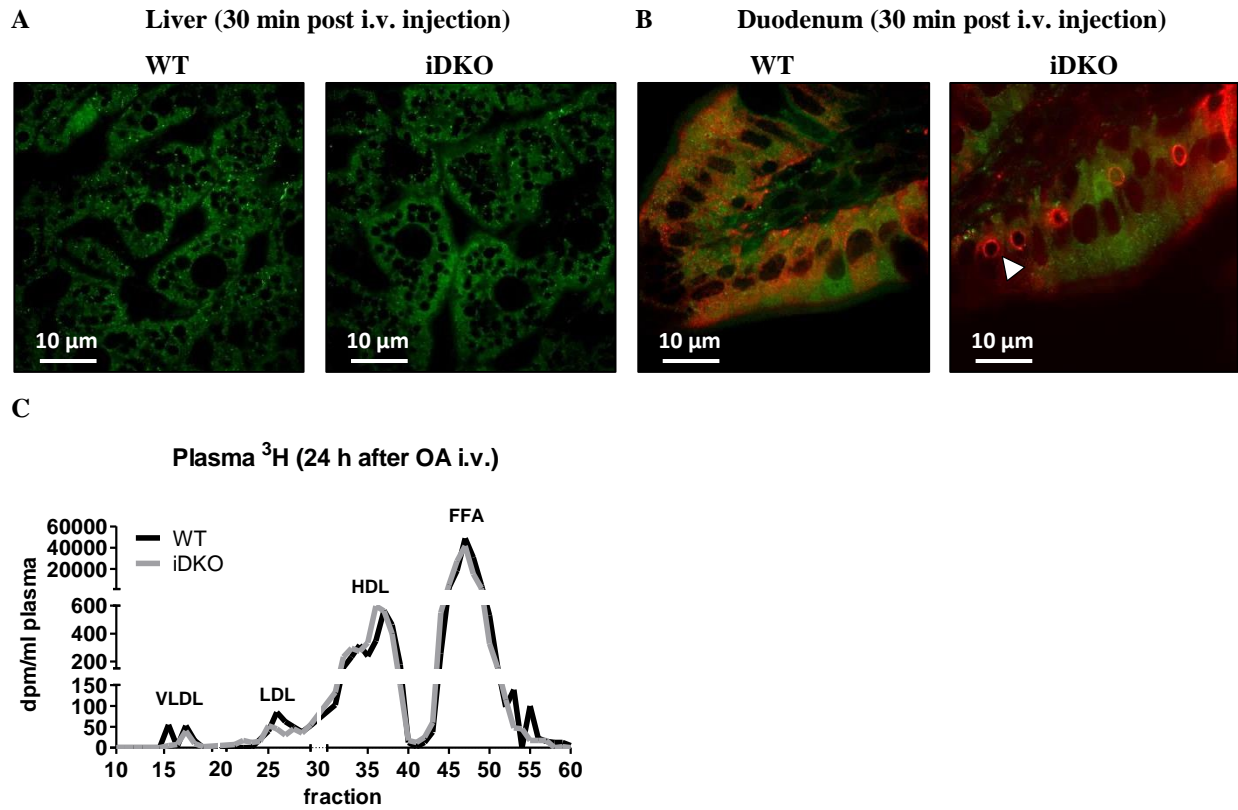 A Liver (30 min post i.v. injection) B Duodenum (30 min post i.v. injection)
WT iDKO WT iDKO
10 µm 10 µm 10 µm 10 µm
C
Plasma ³H (24 h after OA i.v.)
FFA
60000
40000
20000
WT
iDKO
HDL
600
400
200
dpm/ml plasma
150
100
50
0
VLDL LDL
10 15 20 25 30 35 40 45 50 55 60
fraction